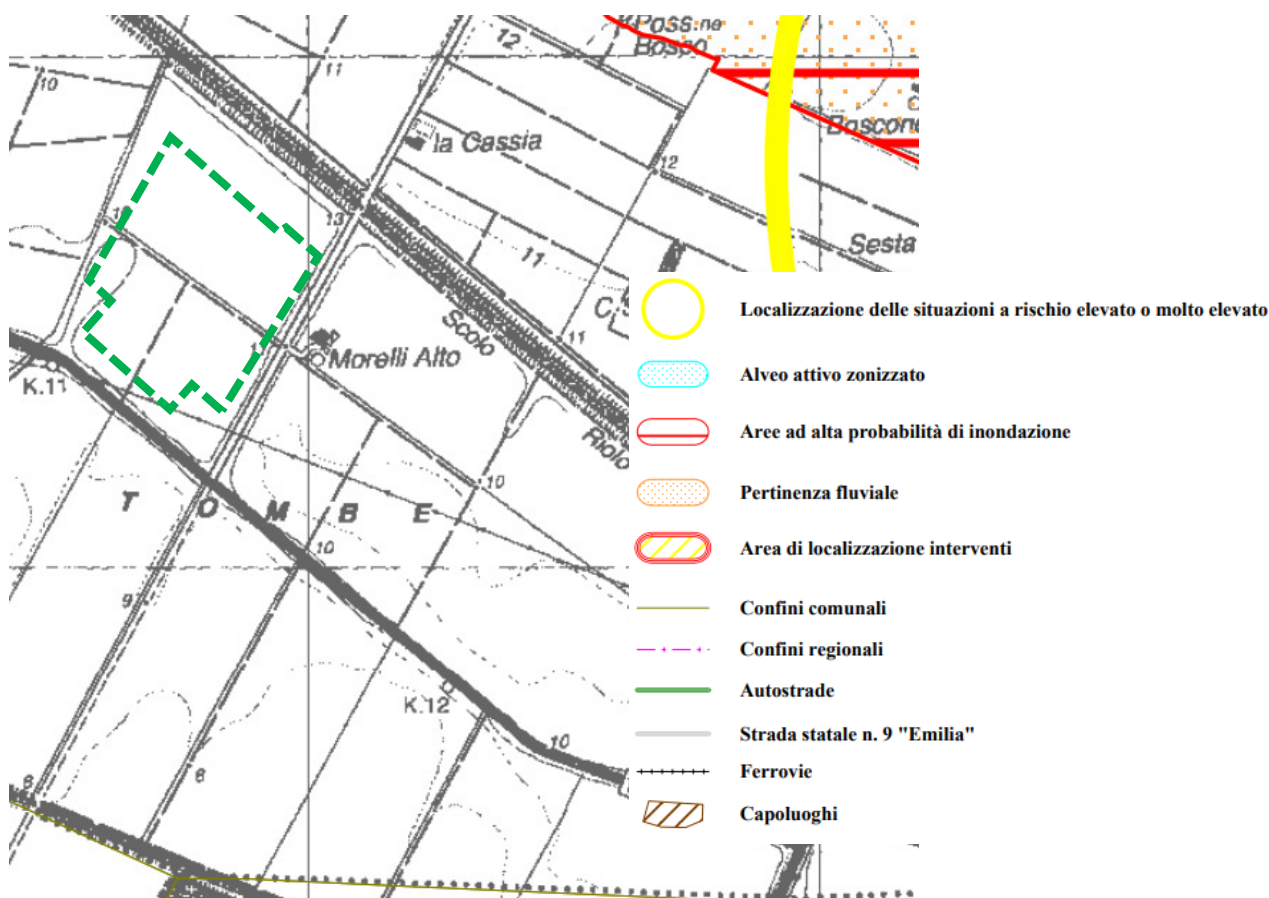 Poss.ne
Bosco
12
11
10
la Cassia
Boscone
12
13
11
Sesta
Scolo
11
Morelli Alto
K.11
Riolo
10
T O M B E
10
9
K.12
10
8
8
Localizzazione delle situazioni a rischio elevato o molto elevato
Alveo attivo zonizzato
Aree ad alta probabilità di inondazione
Pertinenza fluviale
Area di localizzazione interventi
Confini comunali
Confini regionali
Autostrade
Strada statale n. 9 "Emilia"
Ferrovie
Capoluoghi